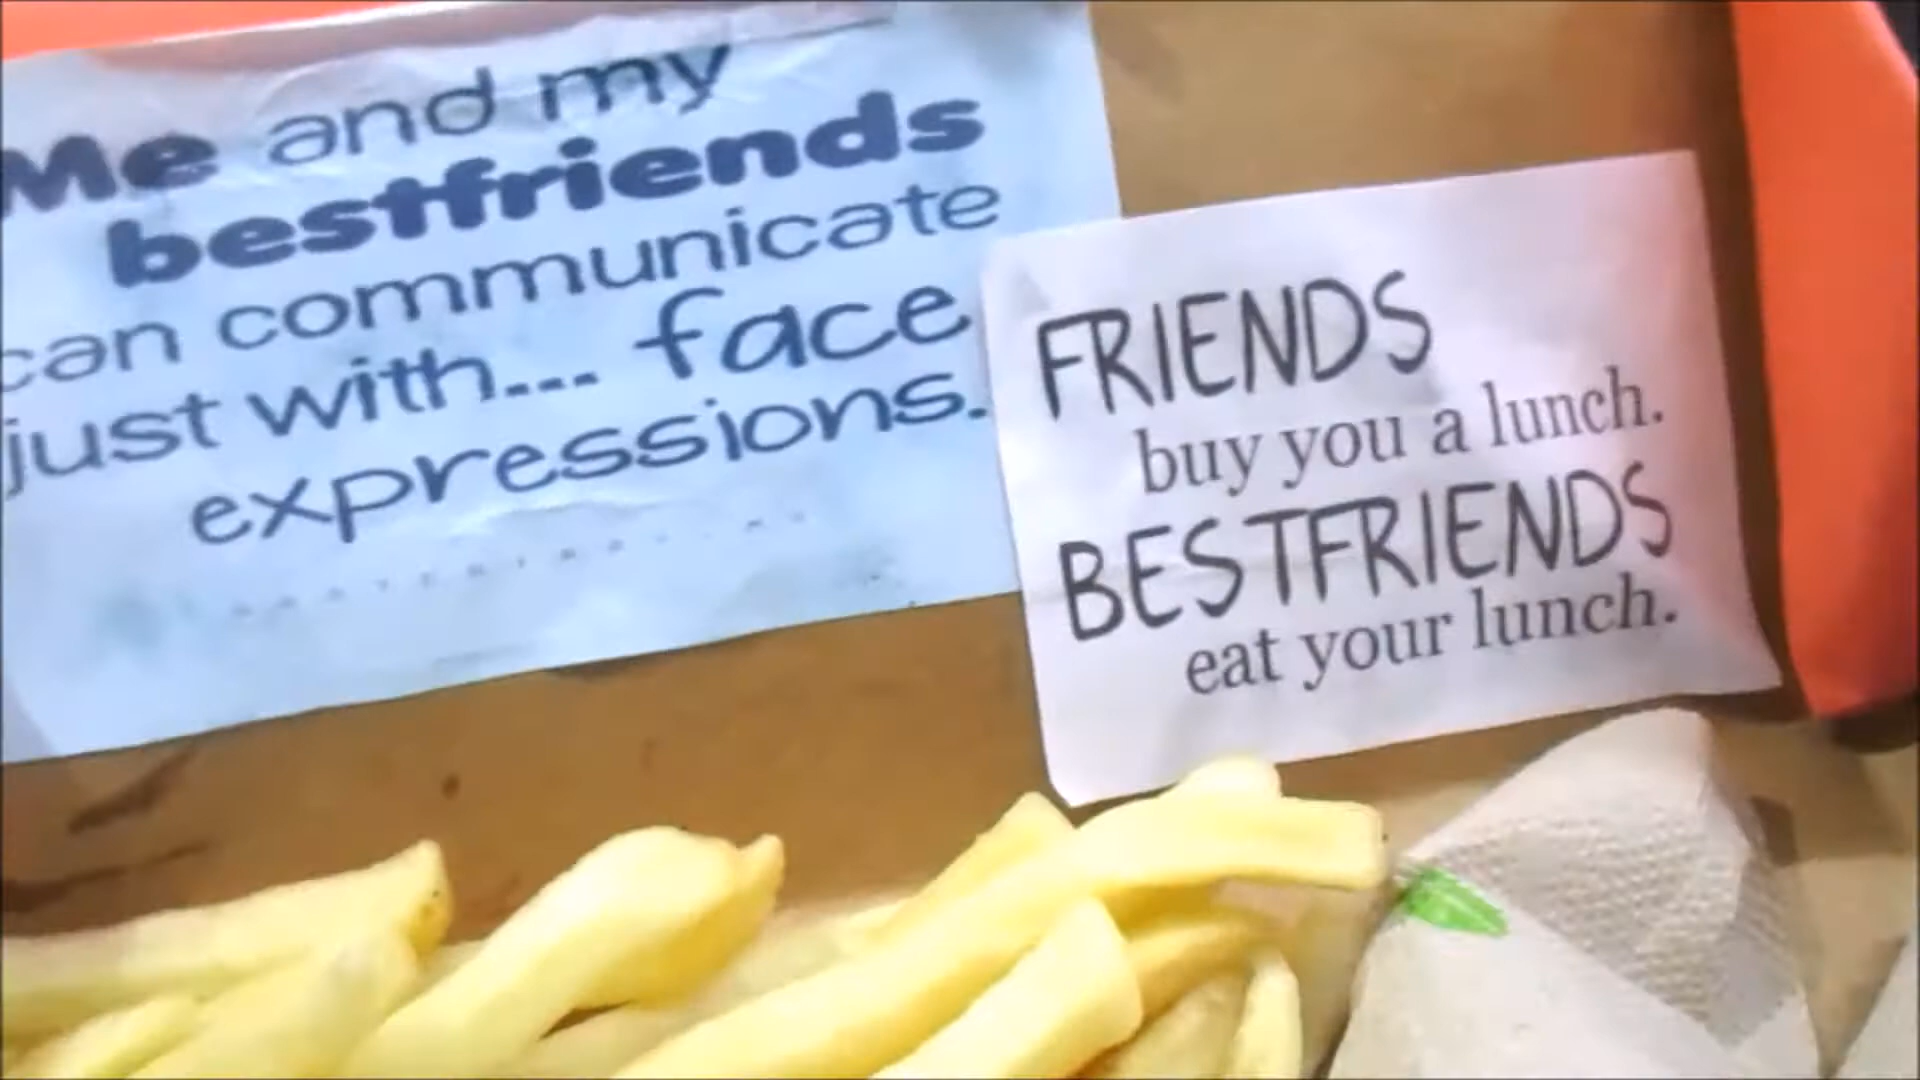 Me and my
bestfriends
can communicate
just with... face
expressions.
FRIENDS
buy you a lunch.
BESTFRIENDS
eat your lunch.